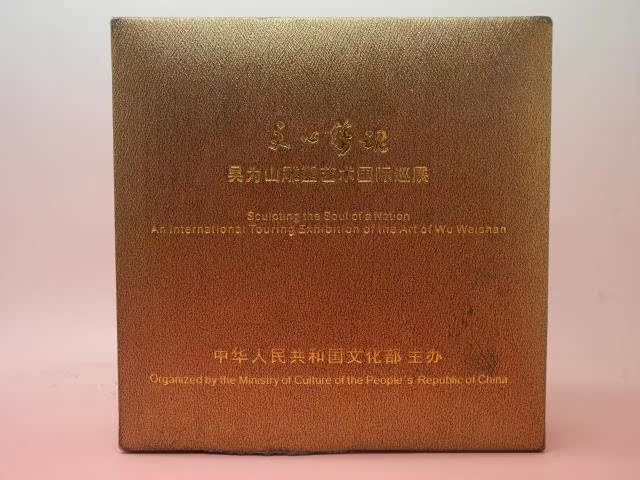 文心铸魂
吴为山雕塑艺术国际巡展
Sculpting the Soul of a Nation
An International Touring Exhibition of the Art of Wu Weishan
中华人民共和国文化部 主办
Organized by the Ministry of Culture of the People's Republic of China